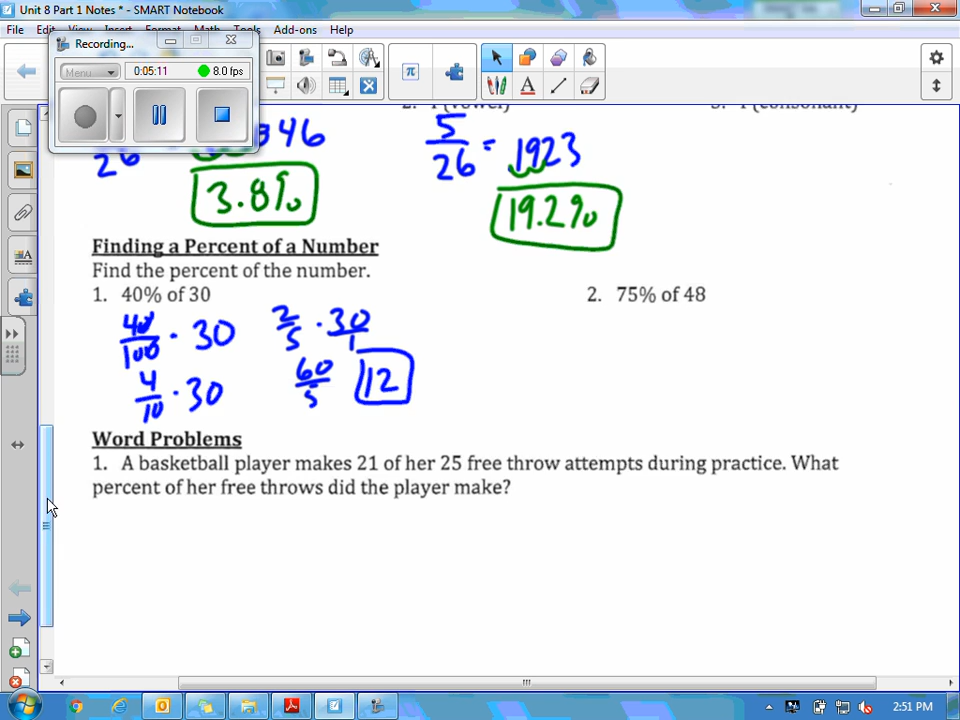 Unit 8 Part 1 Notes * - SMART Notebook
File Edit View Insert Format Math Tools Add-ons Help
Recording...
Menu 0:05:11 8.0 fps
π
A
26 346
5/26 = .1923
3.8%
19.2%
Finding a Percent of a Number
Find the percent of the number.
1. 40% of 30
2. 75% of 48
40/100 · 30 2/5 · 30/1
4/10 · 30 60/5 12
Word Problems
1. A basketball player makes 21 of her 25 free throw attempts during practice. What
percent of her free throws did the player make?
2:51 PM